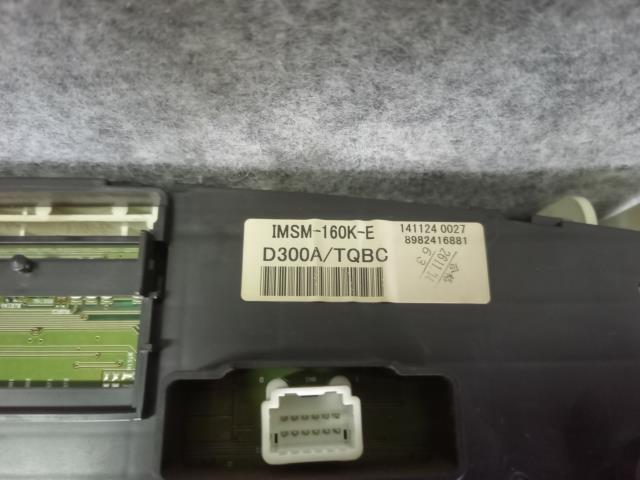 IMSM-160K-E
141124 0027
8982416881
D300A/TQBC